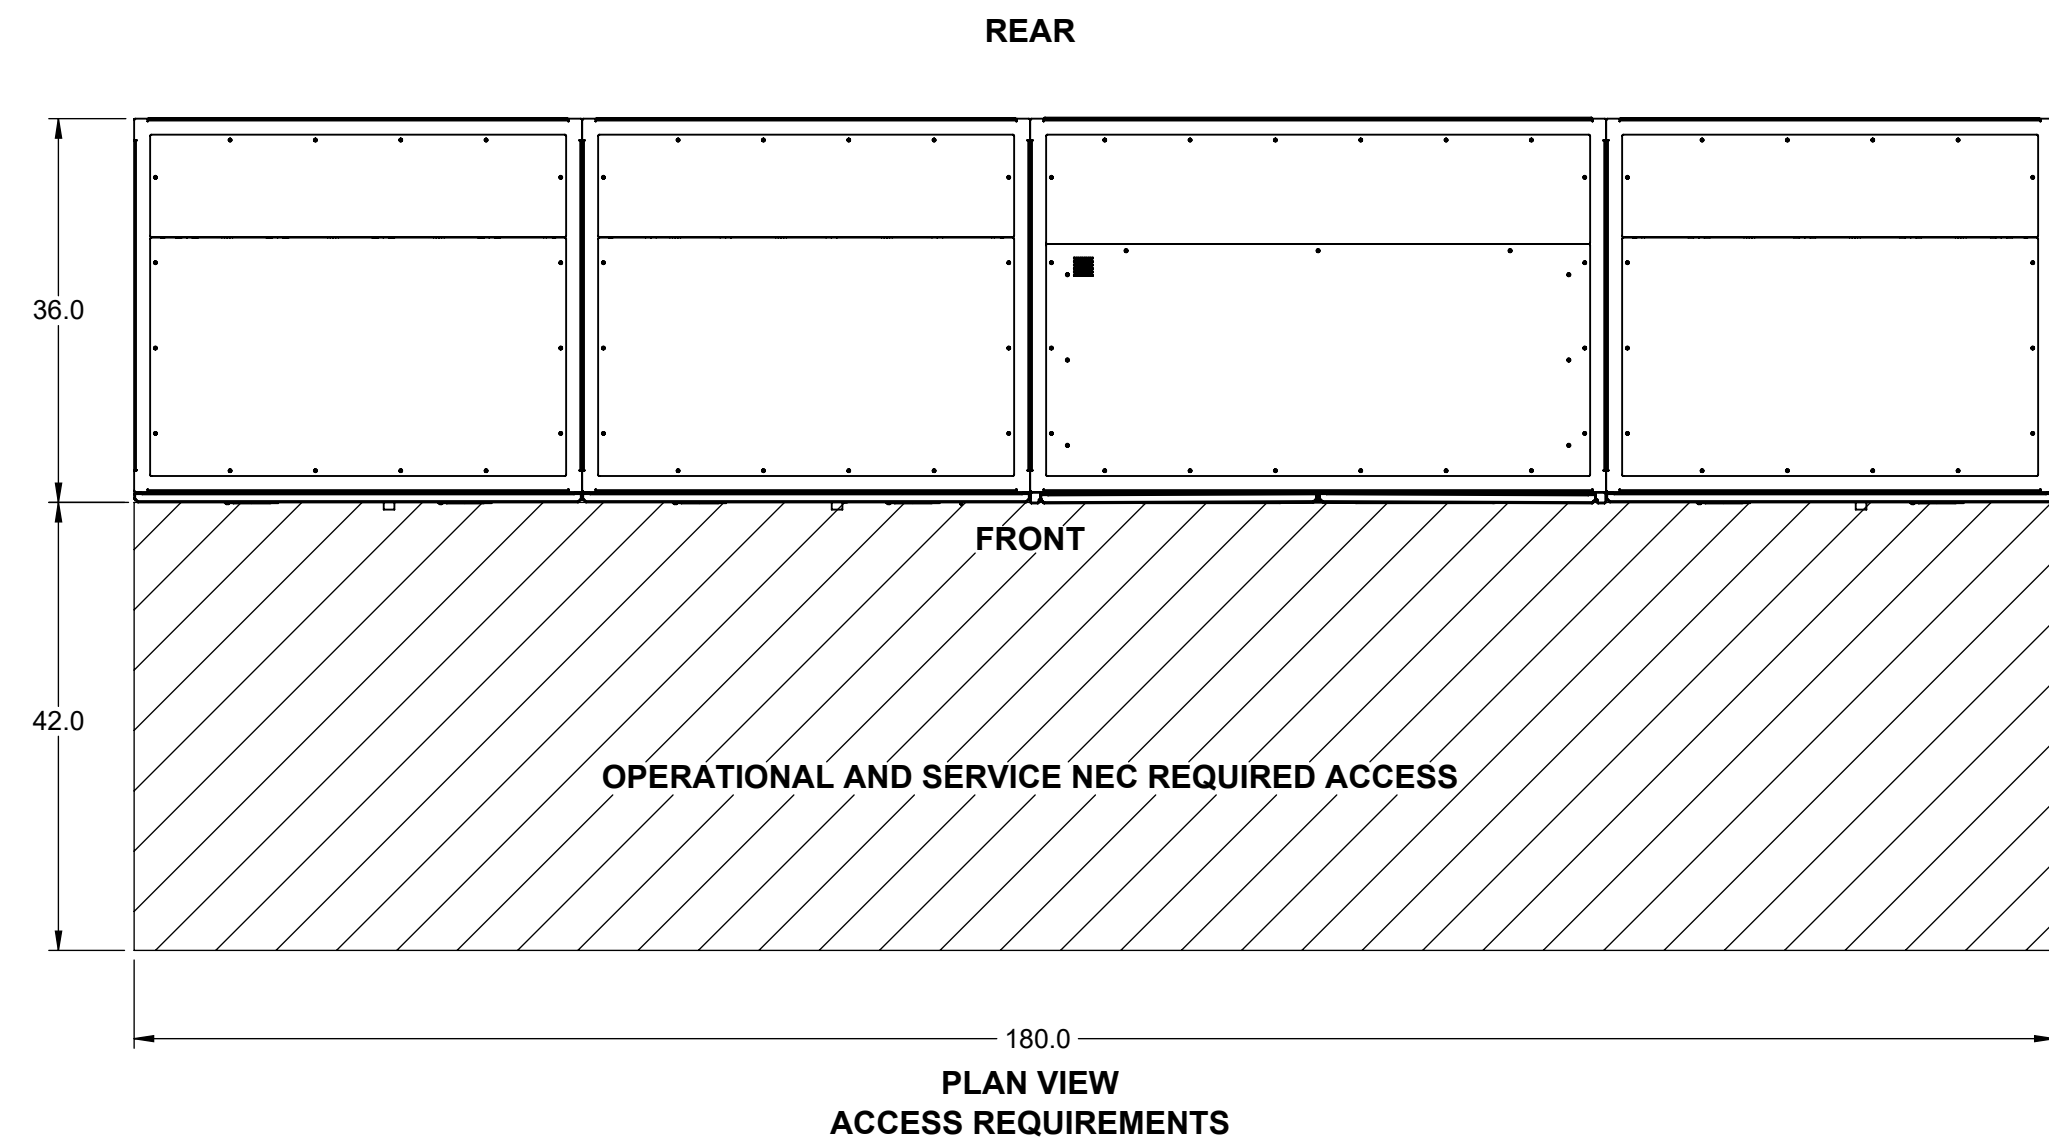 REAR
36.0
FRONT
42.0
OPERATIONAL AND SERVICE NEC REQUIRED ACCESS
180.0
PLAN VIEW
ACCESS REQUIREMENTS